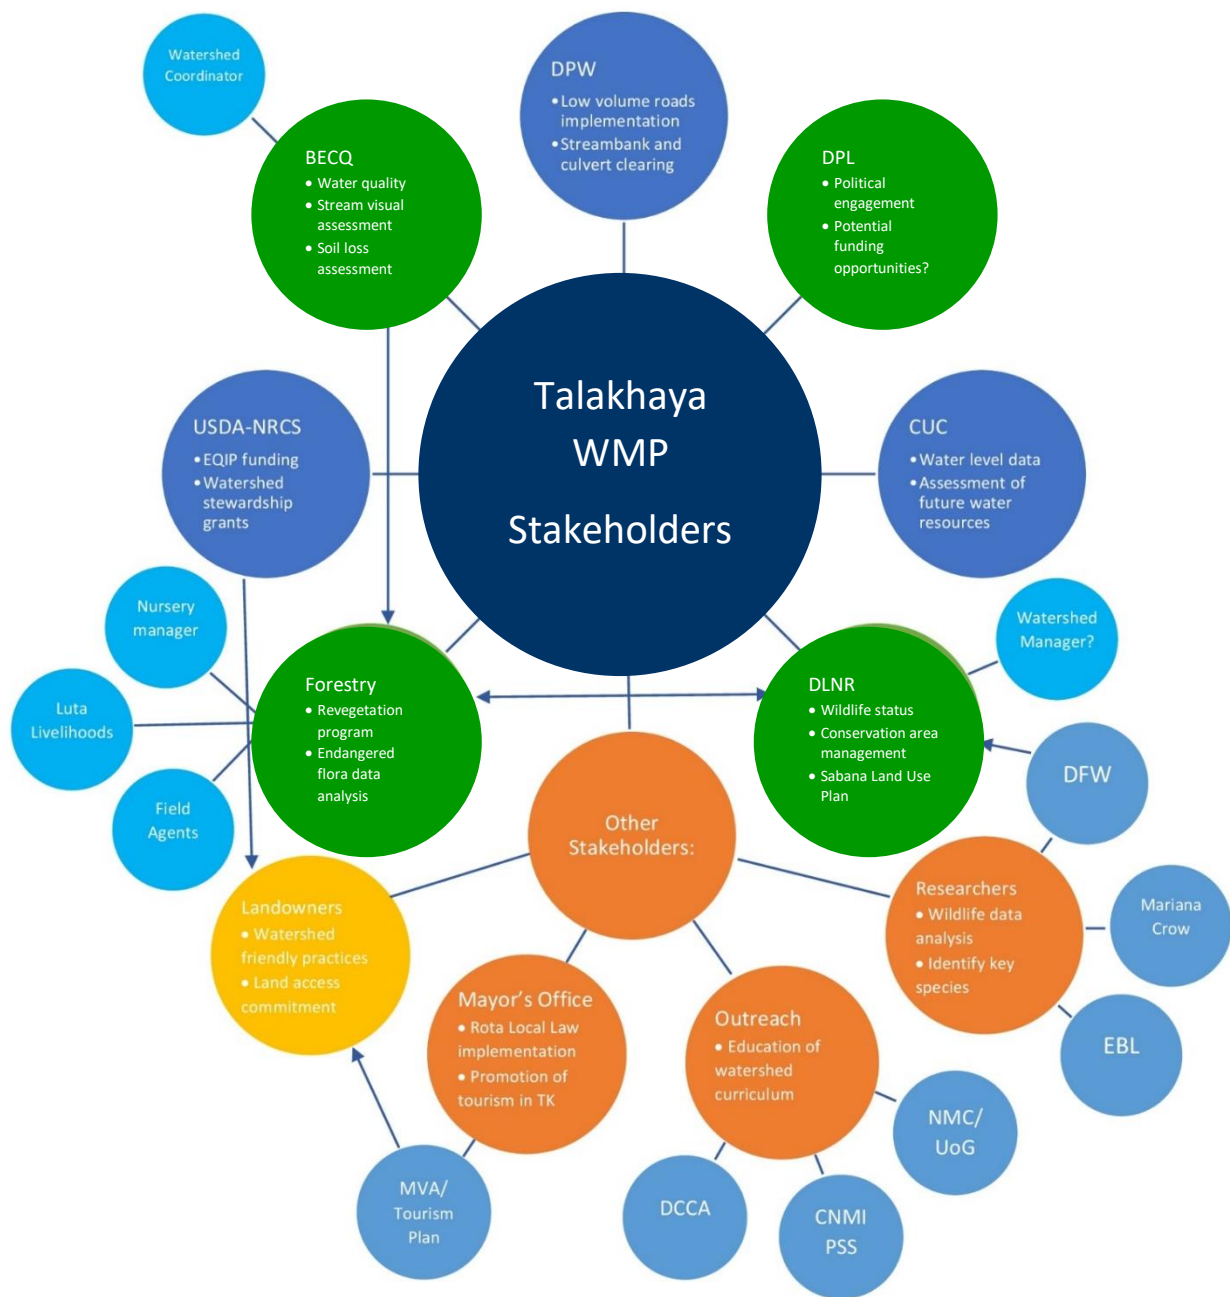 Watershed
Coordinator
DPW
•Low volume roads
implementation
•Streambank and
culvert clearing
BECQ
• Water quality
• Stream visual
assessment
• Soil loss
assessment
DPL
• Political
engagement
• Potential
funding
opportunities?
Talakhaya
WMP
Stakeholders
USDA-NRCS
•EQIP funding
•Watershed
stewardship
grants
CUC
•Water level data
•Assessment of
future water
resources
Nursery
manager
Luta
Livelihoods
Field
Agents
Forestry
• Revegetation
program
• Endangered
flora data
analysis
DLNR
• Wildlife status
• Conservation area
management
• Sabana Land Use
Plan
Watershed
Manager?
DFW
Other
Stakeholders:
Landowners
• Watershed
friendly practices
• Land access
commitment
Researchers
• Wildlife data
analysis
• Identify key
species
Mariana
Crow
EBL
Mayor’s Office
• Rota Local Law
implementation
• Promotion of
tourism in TK
Outreach
• Education of
watershed
curriculum
NMC/
UoG
MVA/
Tourism
Plan
DCCA
CNMI
PSS